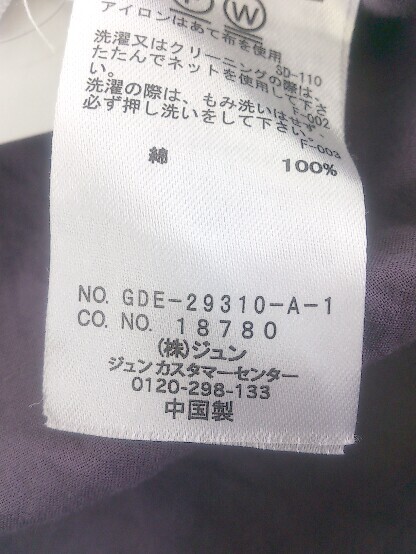 P W
アイロンはあて布を使用
SD-110
洗濯又はクリーニングの際は、
たたんでネットを使用して下さ
い。
F-002
洗濯の際は、もみ洗いはせず、
必ず押し洗いをして下さい。
F-003
綿 100%
NO. GDE-29310-A-1
CO. NO. 18780
(株)ジュン
ジュンカスタマーセンター
0120-298-133
中国製